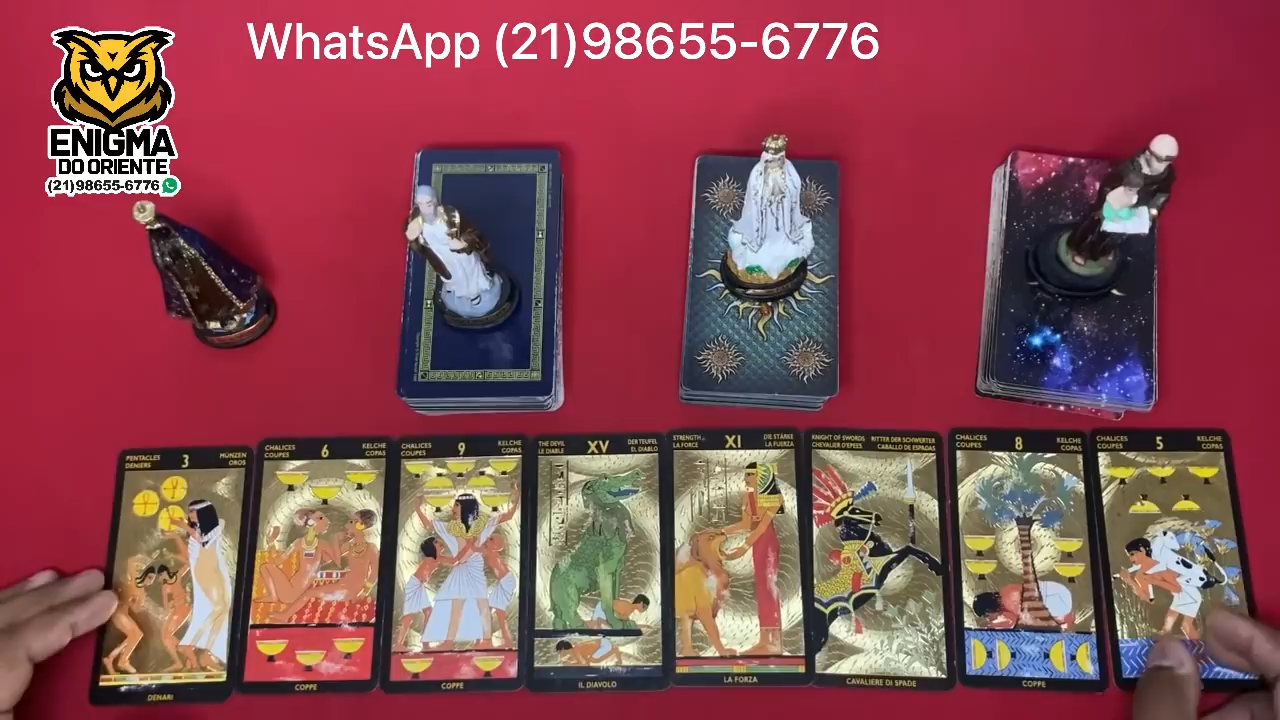 WhatsApp (21)98655-6776
ENIGMA
DO ORIENTE
(21)98655-6776
PENTACLES
DENIERS
3
MÜNZEN
OROS
DENARI
CHALICES
COUPES
6
KELCHE
COPAS
COPPE
CHALICES
COUPES
9
KELCHE
COPAS
COPPE
THE DEVIL
LE DIABLE
XV
DER TEUFEL
EL DIABLO
IL DIAVOLO
STRENGTH
LA FORCE
XI
DIE STÄRKE
LA FUERZA
LA FORZA
KNIGHT OF SWORDS
CHEVALIER D'EPEES
RITTER DER SCHWERTER
CABALLO DE ESPADAS
CAVALIERE DI SPADE
CHALICES
COUPES
8
KELCHE
COPAS
COPPE
CHALICES
COUPES
5
KELCHE
COPAS